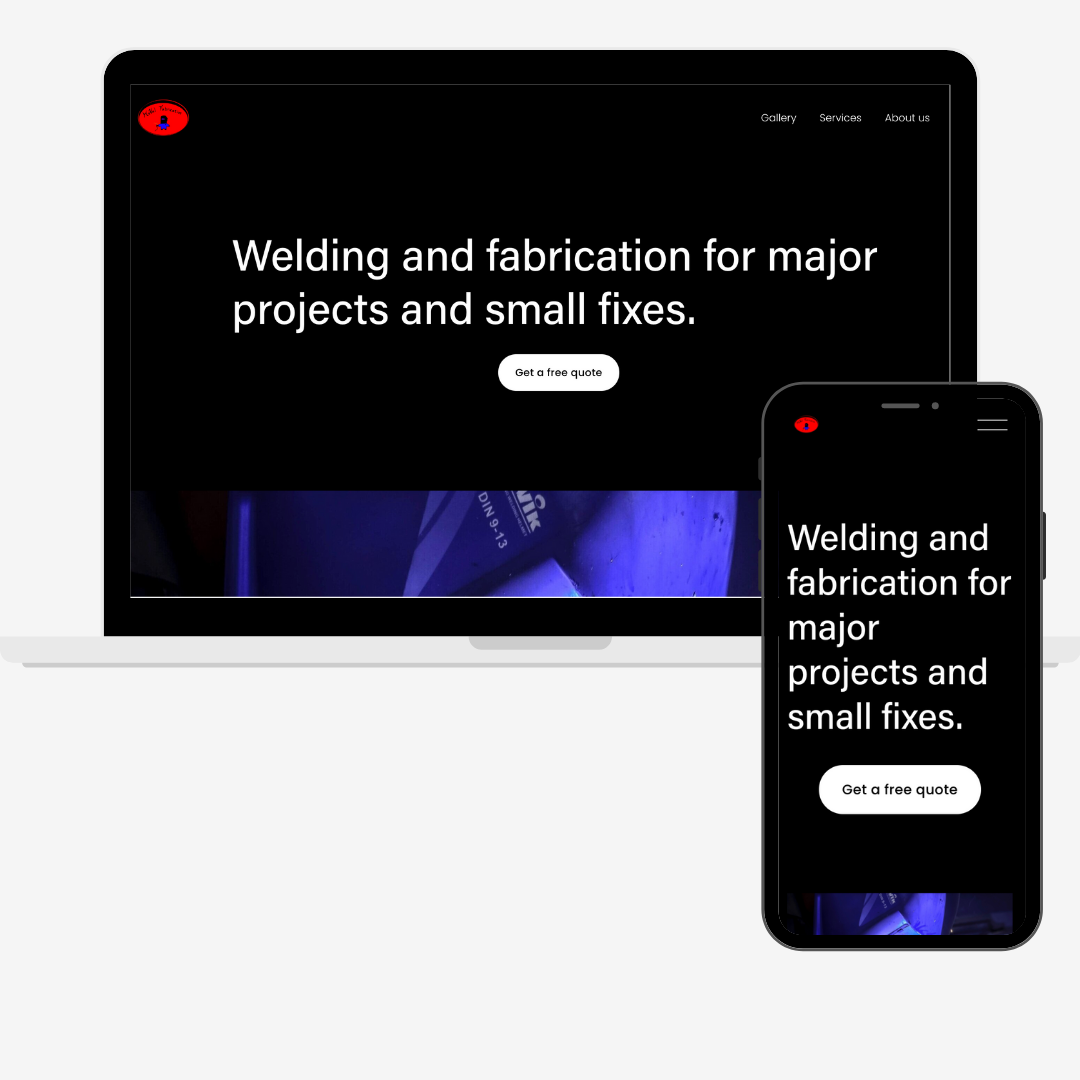 Gallery Services About us
Welding and fabrication for major
projects and small fixes.
Get a free quote
DIN 9-13
Welding and
fabrication for
major
projects and
small fixes.
Get a free quote